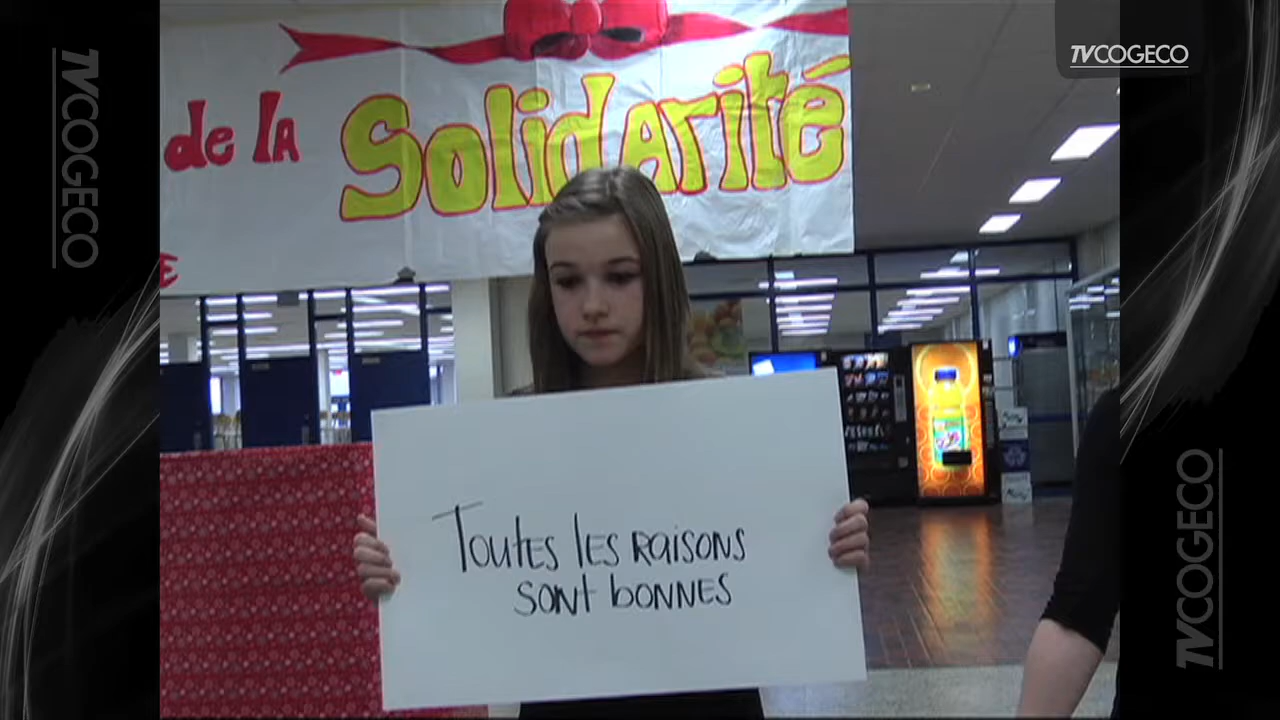 TVCOGECO
TVCOGECO
de la
Solidarité
E
Toutes les raisons
sont bonnes
TVCOGECO